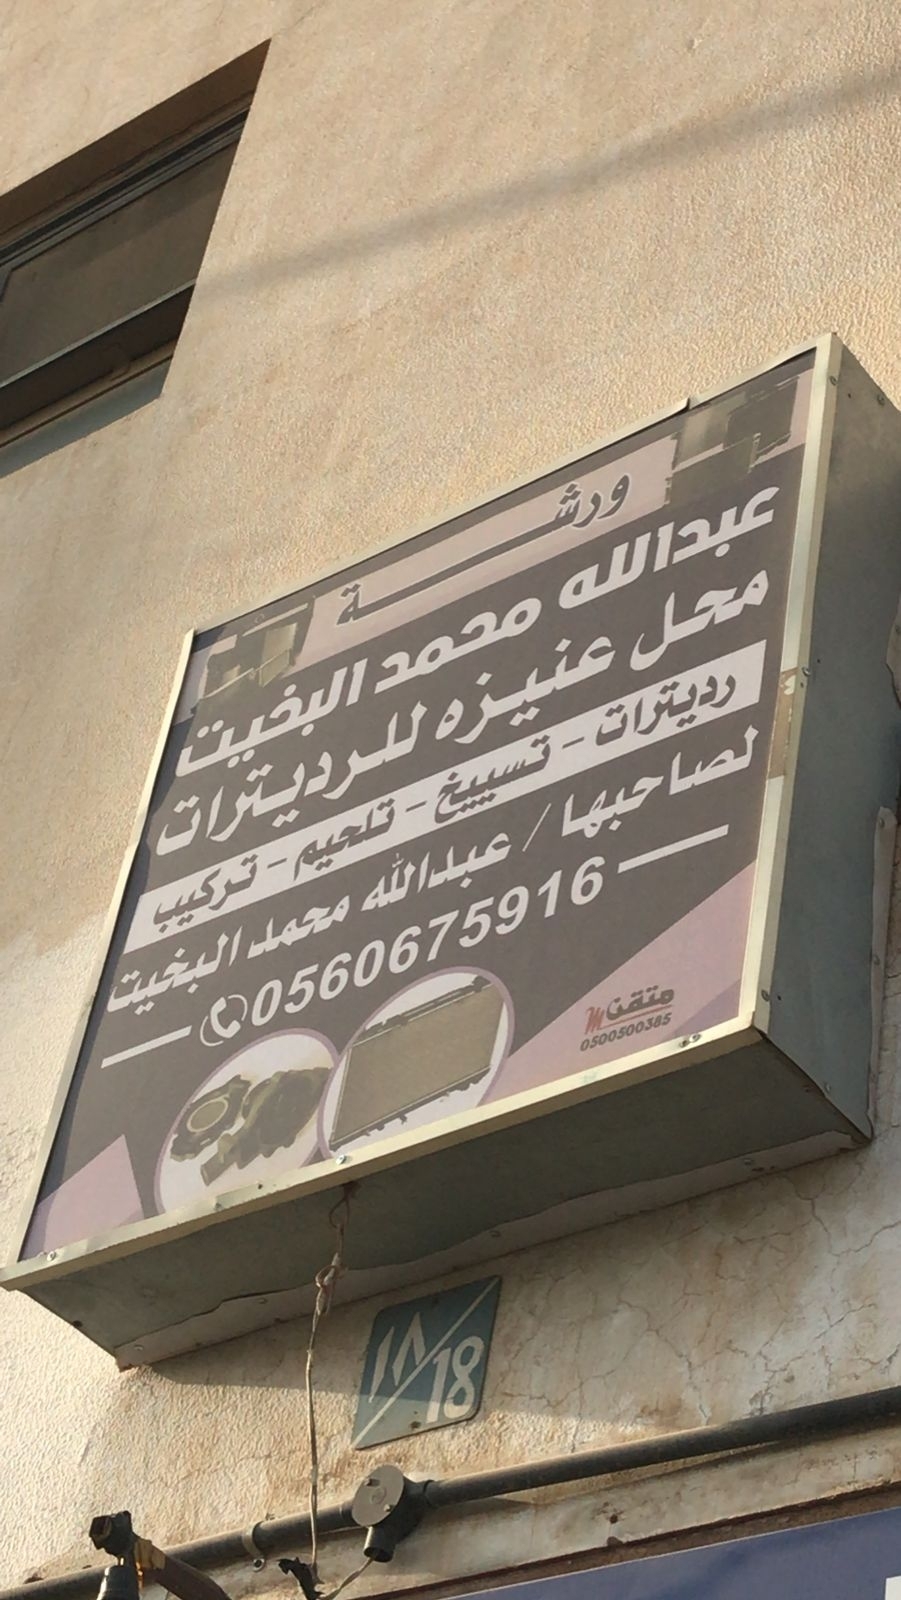 ورشة
عبدالله محمد البخيت
محل عنيزه للرديترات
رديترات - تسييخ - تلحيم - تركيب
لصاحبها / عبدالله محمد البخيت
0560675916
متقن
0500500385
١٨/18